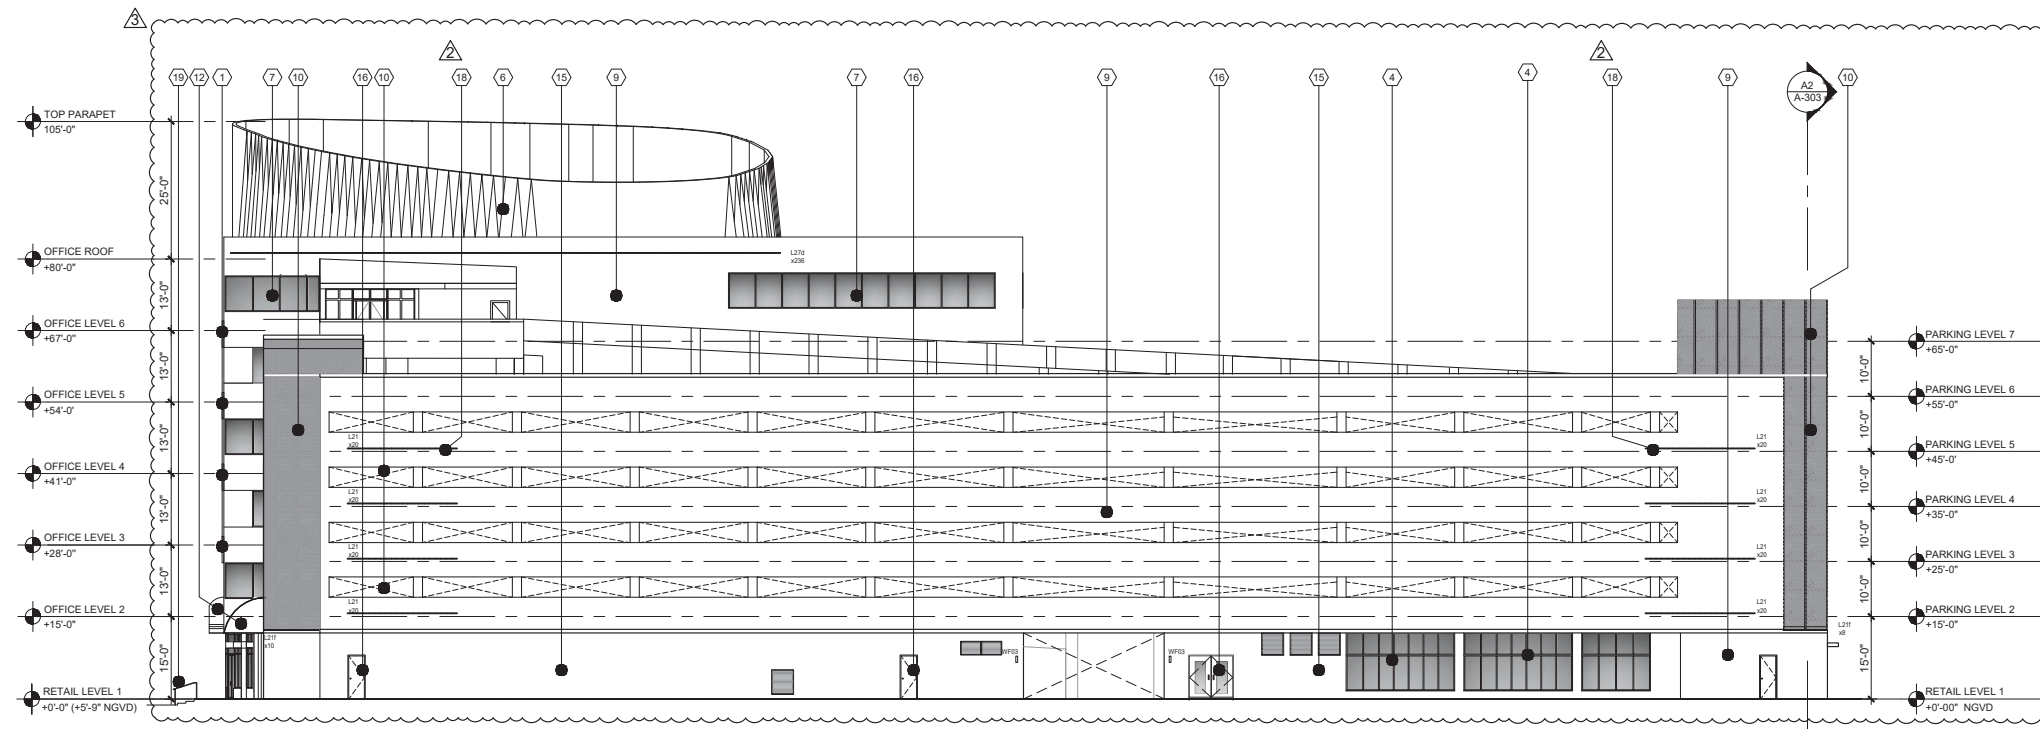 3
2
2
19
12
1
7
10
16
10
18
6
15
9
7
16
9
16
15
4
4
18
9
A2
A-303
10
TOP PARAPET
105'-0"
25'-0"
OFFICE ROOF
+80'-0"
L27d
x236
13'-0"
OFFICE LEVEL 6
+67'-0"
13'-0"
OFFICE LEVEL 5
+54'-0'
13'-0"
OFFICE LEVEL 4
+41'-0"
13'-0"
OFFICE LEVEL 3
+28'-0"
13'-0"
OFFICE LEVEL 2
+15'-0"
15'-0"
RETAIL LEVEL 1
+0'-0" (+5'-9" NGVD)
L21
x20
L21
x20
L21
x20
L21
x20
L21f
x10
WF03
WF03
L21
x20
L21
x20
L21
x20
L21
x20
L21f
x8
PARKING LEVEL 7
+65'-0"
10'-0"
PARKING LEVEL 6
+55'-0"
10'-0"
PARKING LEVEL 5
+45'-0'
10'-0"
PARKING LEVEL 4
+35'-0"
10'-0"
PARKING LEVEL 3
+25'-0"
10'-0"
PARKING LEVEL 2
+15'-0"
15'-0"
RETAIL LEVEL 1
+0'-00" NGVD